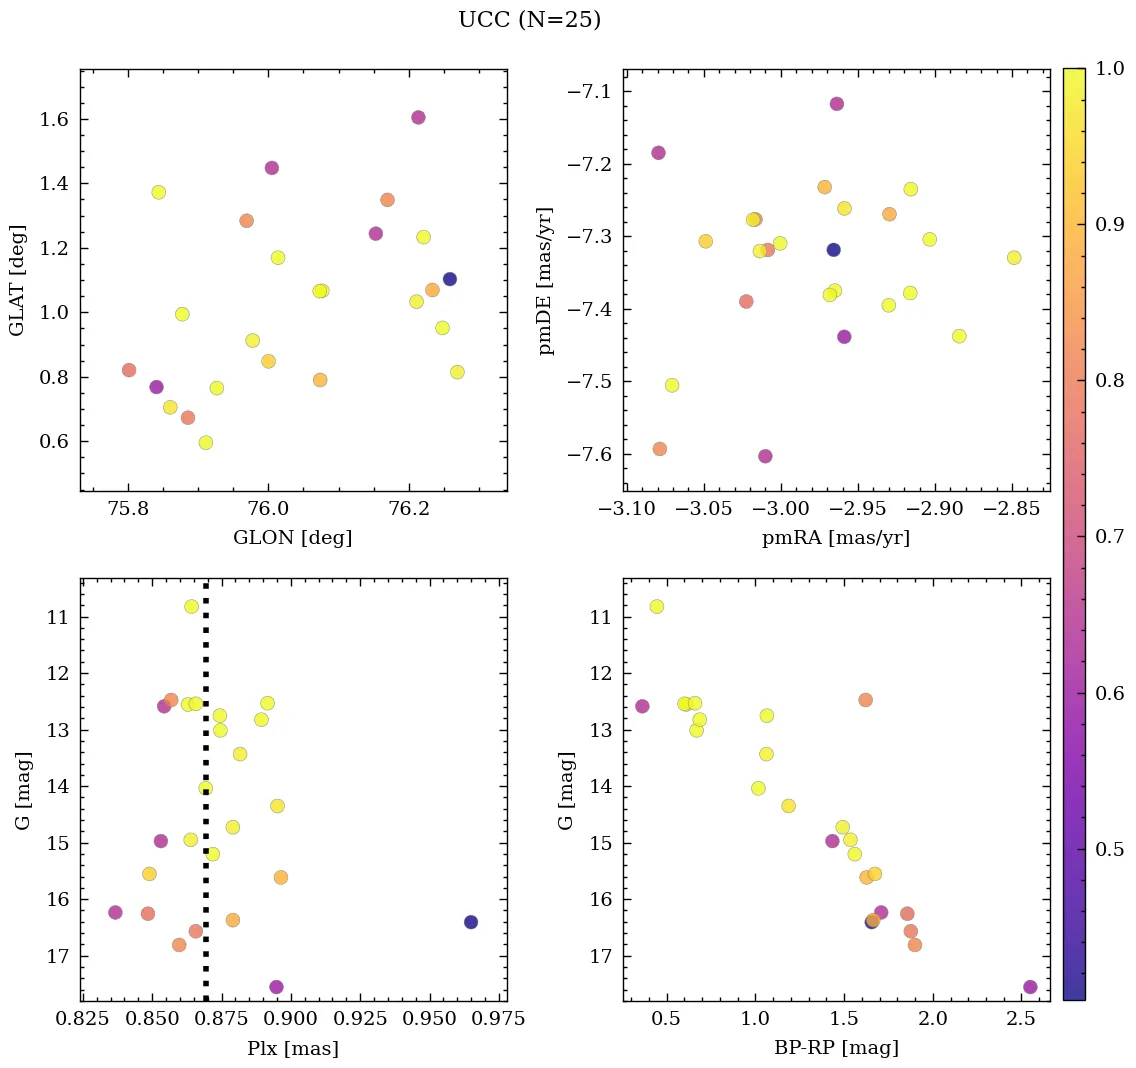 UCC (N=25)
1.6
1.4
1.2
1.0
0.8
0.6
GLAT [deg]
75.8 76.0 76.2
GLON [deg]
−7.1
−7.2
−7.3
−7.4
−7.5
−7.6
pmDE [mas/yr]
−3.10 −3.05 −3.00 −2.95 −2.90 −2.85
pmRA [mas/yr]
1.0
0.9
0.8
0.7
0.6
0.5
11
12
13
14
15
16
17
G [mag]
0.825 0.850 0.875 0.900 0.925 0.950 0.975
Plx [mas]
11
12
13
14
15
16
17
G [mag]
0.5 1.0 1.5 2.0 2.5
BP-RP [mag]